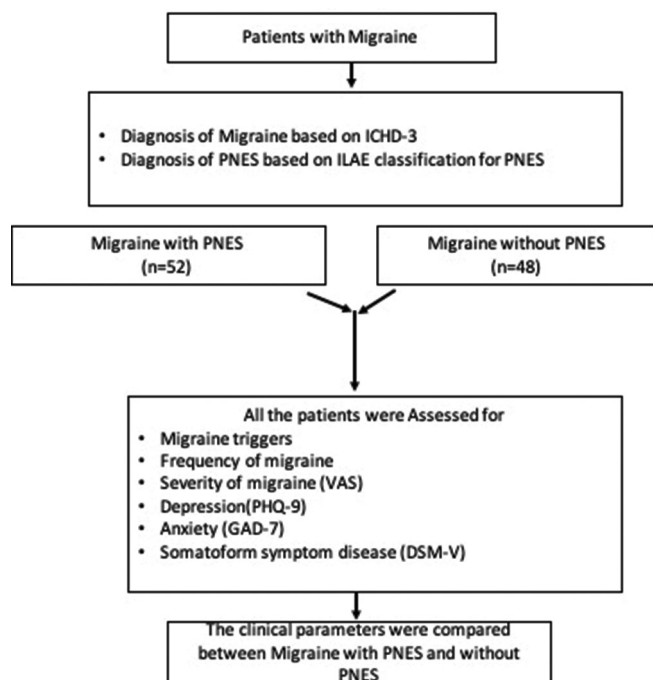 Patients with Migraine
• Diagnosis of Migraine based on ICHD-3
• Diagnosis of PNES based on ILAE classification for PNES
Migraine with PNES
(n=52)
Migraine without PNES
(n=48)
All the patients were Assessed for
• Migraine triggers
• Frequency of migraine
• Severity of migraine (VAS)
• Depression(PHQ-9)
• Anxiety (GAD-7)
• Somatoform symptom disease (DSM-V)
The clinical parameters were compared
between Migraine with PNES and without
PNES